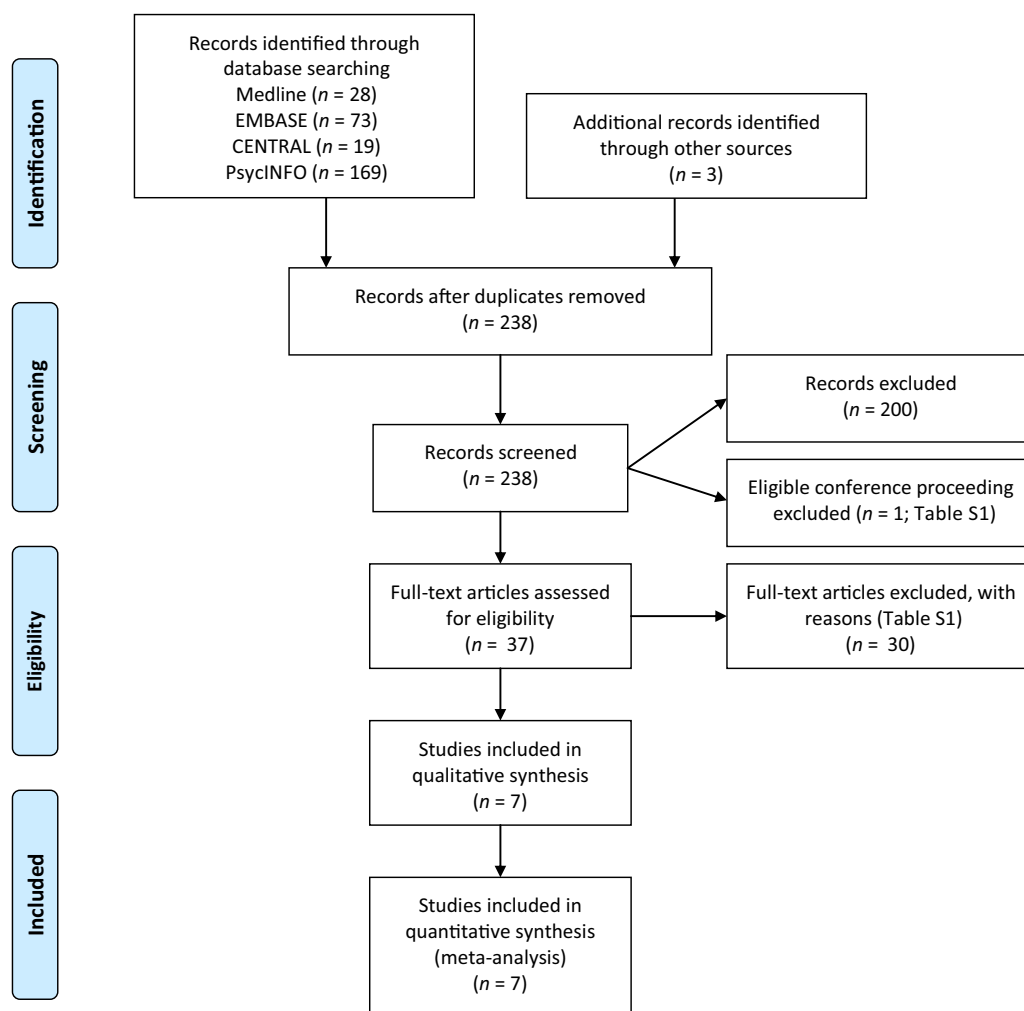 Identification
Records identified through
database searching
Medline (n = 28)
EMBASE (n = 73)
CENTRAL (n = 19)
PsycINFO (n = 169)
Additional records identified
through other sources
(n = 3)
Records after duplicates removed
(n = 238)
Screening
Records screened
(n = 238)
Records excluded
(n = 200)
Eligible conference proceeding
excluded (n = 1; Table S1)
Eligibility
Full-text articles assessed
for eligibility
(n = 37)
Full-text articles excluded, with
reasons (Table S1)
(n = 30)
Studies included in
qualitative synthesis
(n = 7)
Included
Studies included in
quantitative synthesis
(meta-analysis)
(n = 7)